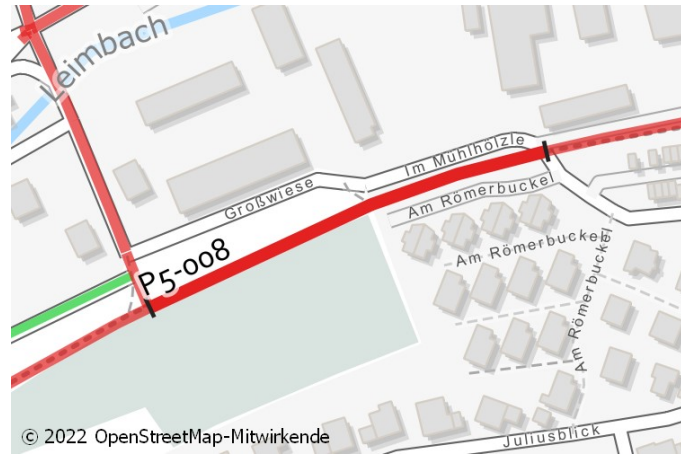 Leimbach
Im Mühlhölzle
Großwiese
Am Römerbuckel
Am Römerbuckel
Am Römerbuckel
P5-008
Juliusblick
© 2022 OpenStreetMap-Mitwirkende